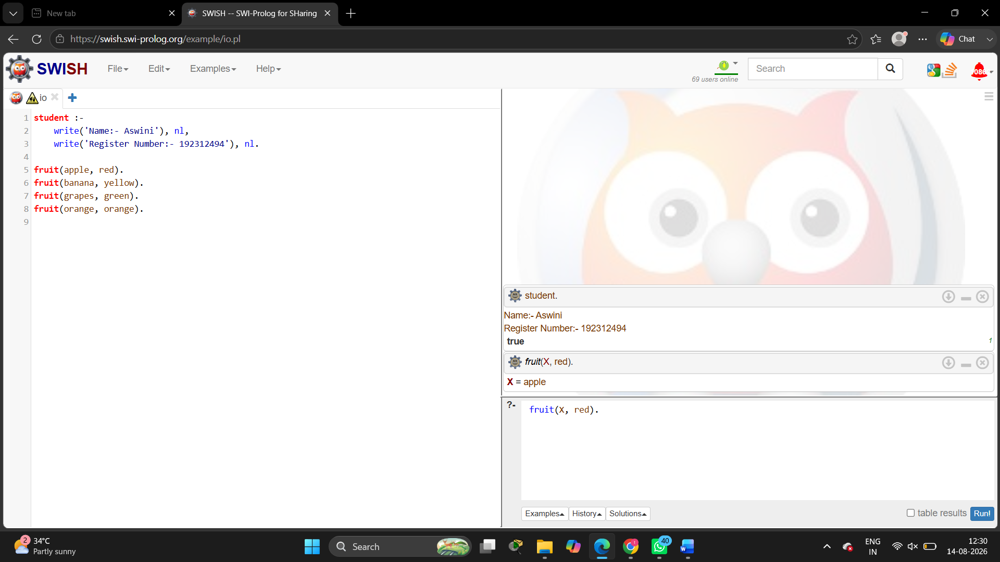 New tab
SWISH -- SWI-Prolog for SHaring
https://swish.swi-prolog.org/example/io.pl
Chat
SWISH
File
Edit
Examples
Help
69 users online
Search
086
io
1 student :-
2 write('Name:- Aswini'), nl,
3 write('Register Number:- 192312494'), nl.
4
5 fruit(apple, red).
6 fruit(banana, yellow).
7 fruit(grapes, green).
8 fruit(orange, orange).
9
student.
Name:- Aswini
Register Number:- 192312494
true
1
fruit(X, red).
X = apple
?- fruit(X, red).
Examples
History
Solutions
table results
Run!
2
34°C
Partly sunny
Search
40
ENG
IN
12:30
14-08-2026